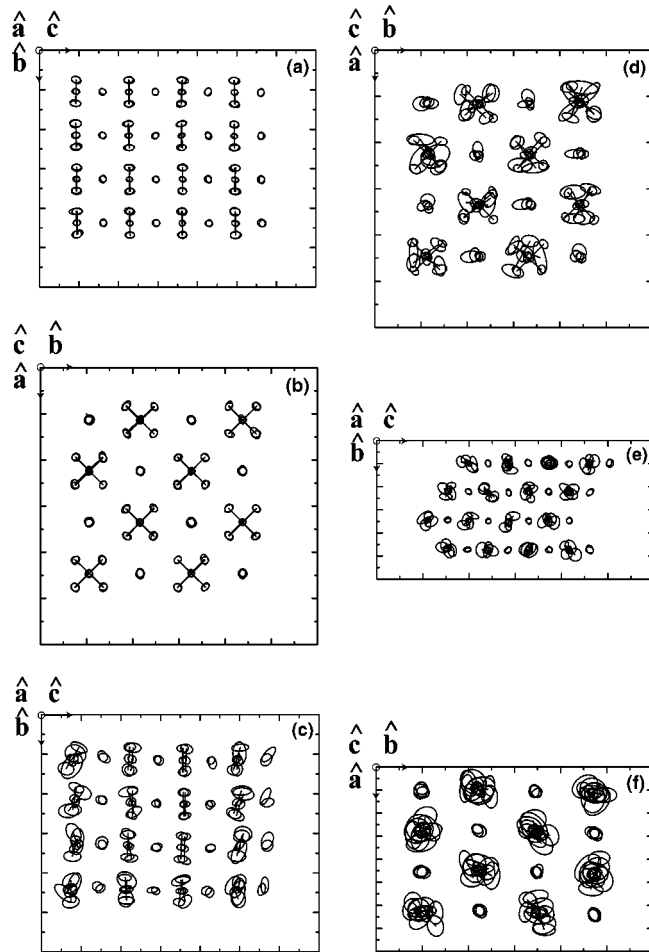 â ĉ
b̂
(a)
ĉ b̂
â
(d)
ĉ b̂
â
(b)
â ĉ
b̂
(e)
â ĉ
b̂
(c)
ĉ b̂
â
(f)